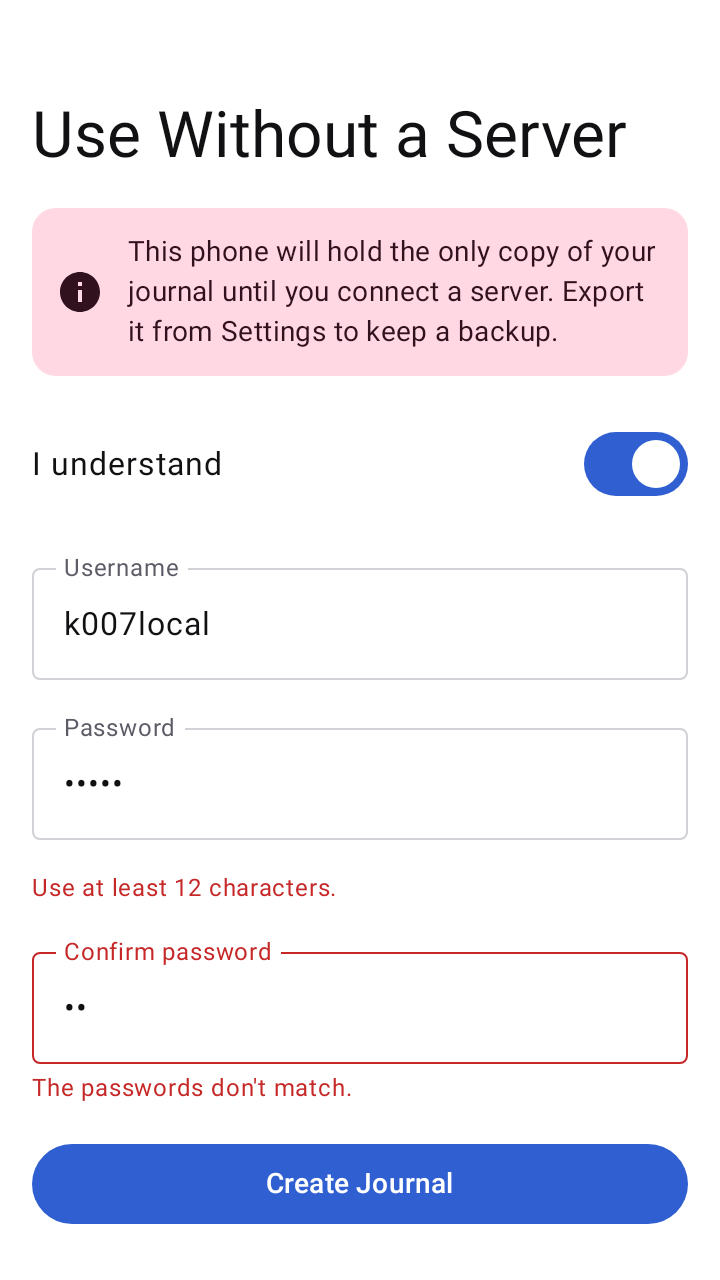 Use Without a Server
This phone will hold the only copy of your
journal until you connect a server. Export
it from Settings to keep a backup.
I understand
Username
k007local
Password
•••••
Use at least 12 characters.
Confirm password
••
The passwords don't match.
Create Journal